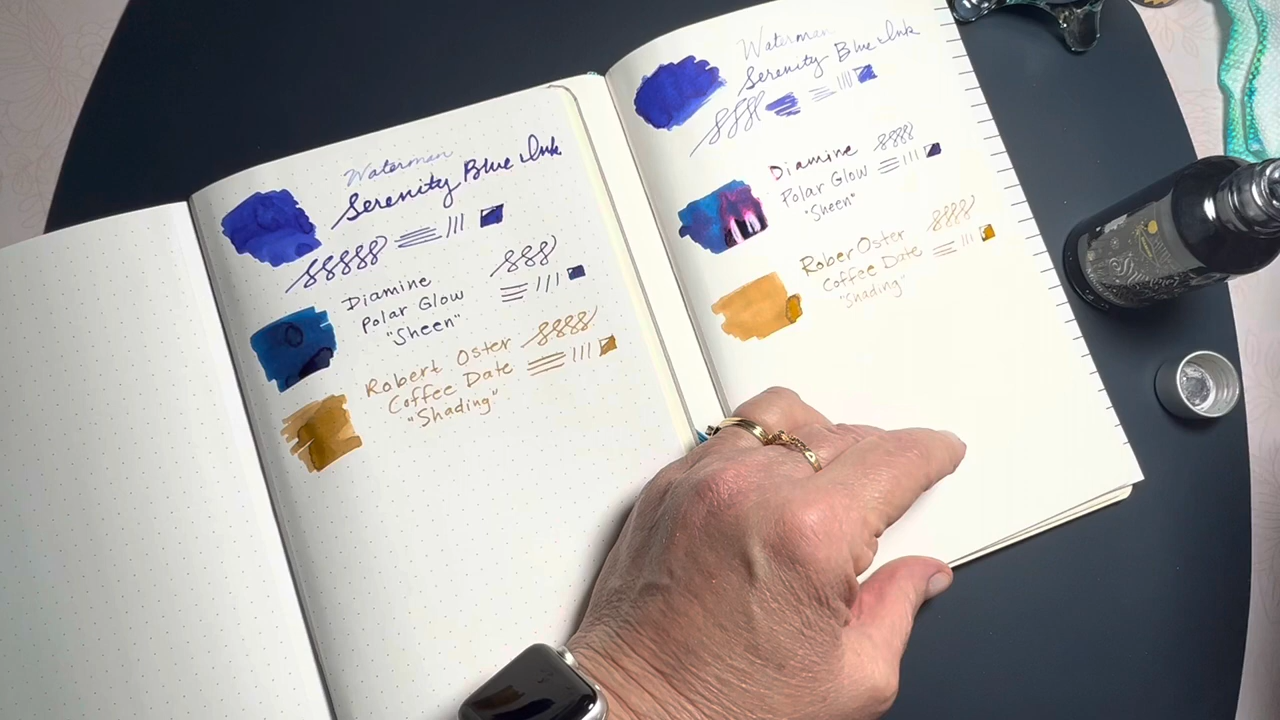 Waterman
Serenity Blue Ink
Diamine
Polar Glow
"Sheen"
Robert Oster
Coffee Date
"Shading"
Waterman
Serenity Blue Ink
Diamine
Polar Glow
"Sheen"
Rober Oster
Coffee Date
"Shading"